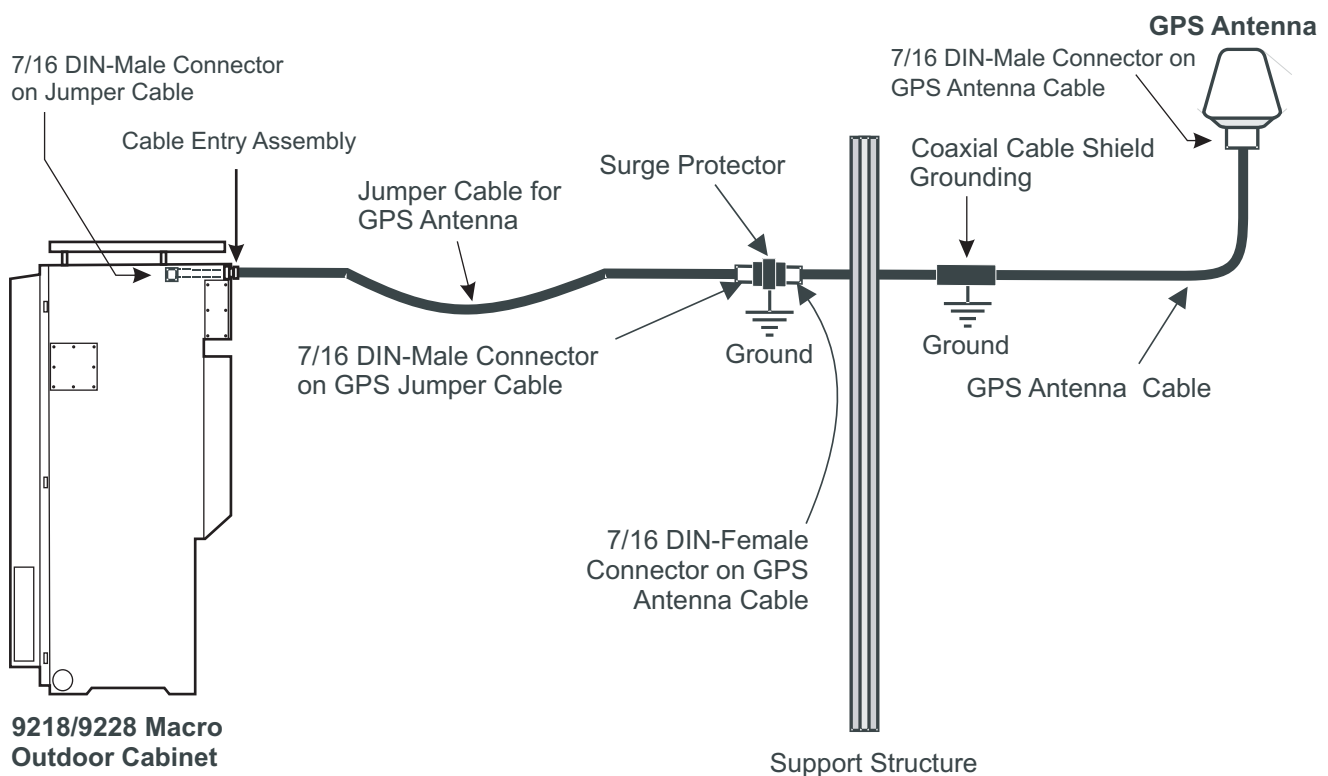 GPS Antenna
7/16 DIN-Male Connector
on Jumper Cable
7/16 DIN-Male Connector on
GPS Antenna Cable
Cable Entry Assembly
Surge Protector
Coaxial Cable Shield
Grounding
Jumper Cable for
GPS Antenna
7/16 DIN-Male Connector
on GPS Jumper Cable
Ground
Ground
GPS Antenna Cable
7/16 DIN-Female
Connector on GPS
Antenna Cable
9218/9228 Macro
Outdoor Cabinet
Support Structure